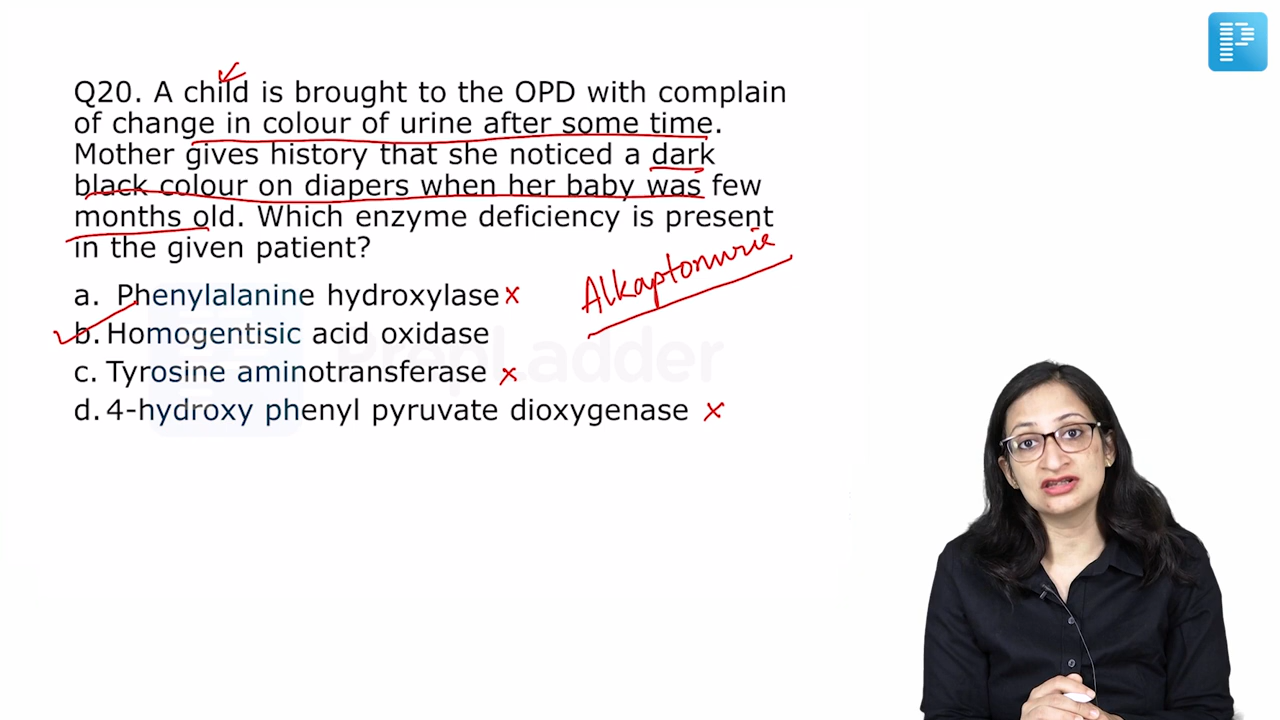 Q20. A child is brought to the OPD with complain
of change in colour of urine after some time.
Mother gives history that she noticed a dark
black colour on diapers when her baby was few
months old. Which enzyme deficiency is present
in the given patient?
Alkaptonuria
a. Phenylalanine hydroxylase x
b. Homogentisic acid oxidase
c. Tyrosine aminotransferase x
d. 4-hydroxy phenyl pyruvate dioxygenase x
PrepLadder